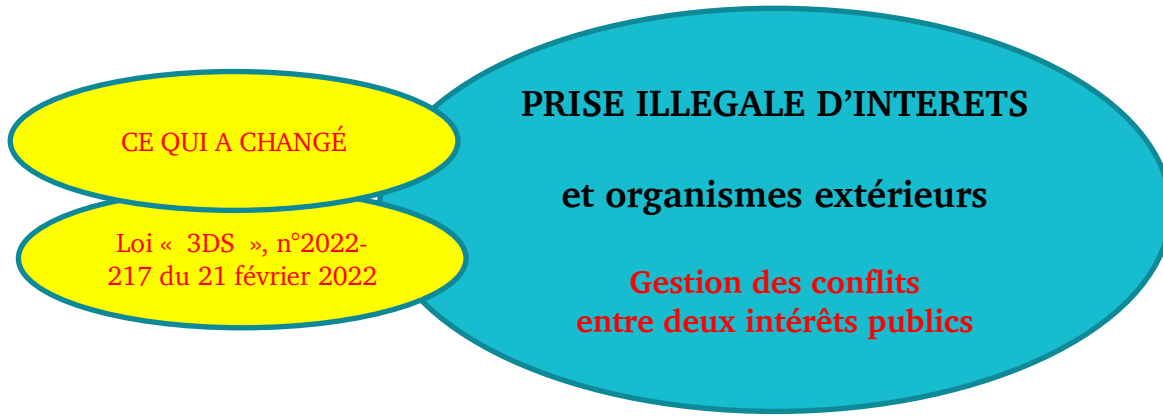 CE QUI A CHANGÉ
Loi «  3DS  », n°2022-
217 du 21 février 2022
PRISE ILLEGALE D’INTERETS
et organismes extérieurs
Gestion des conflits
entre deux intérêts publics